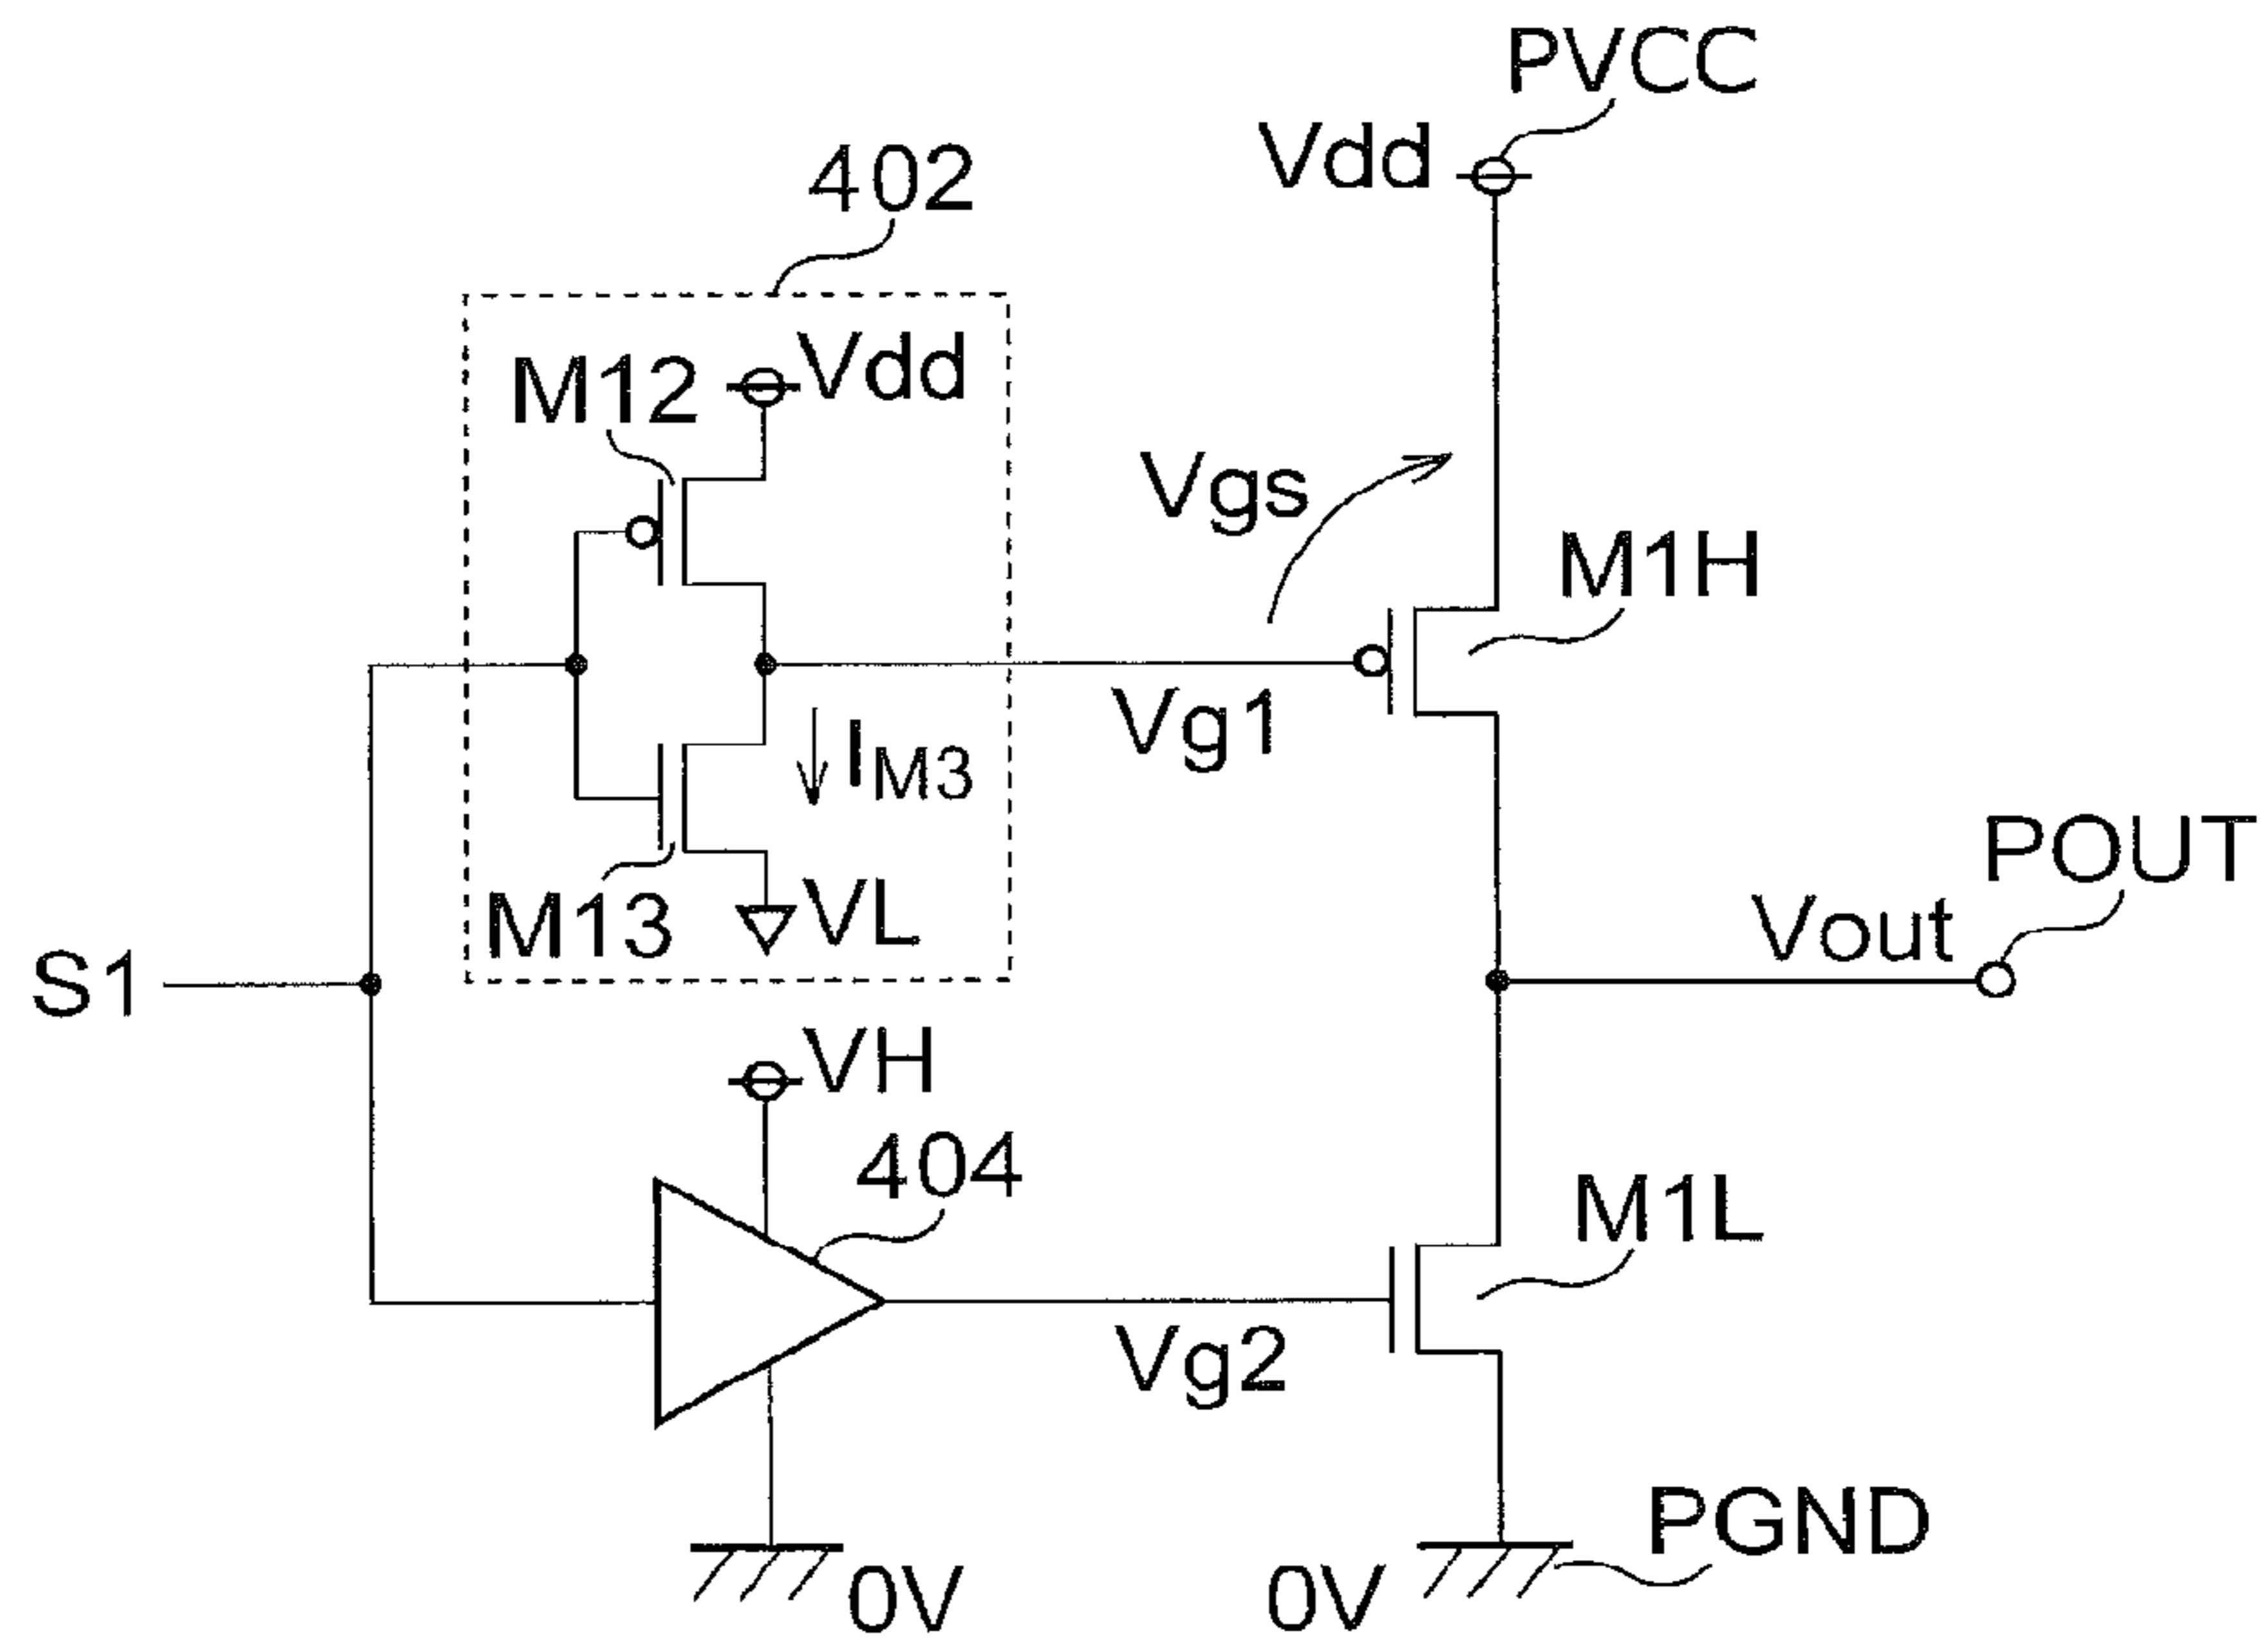 PVCC
Vdd
402
M12
Vdd
Vgs
M1H
Vg1
IM3
POUT
Vout
M13
VL
S1
VH
404
M1L
Vg2
PGND
0V
0V